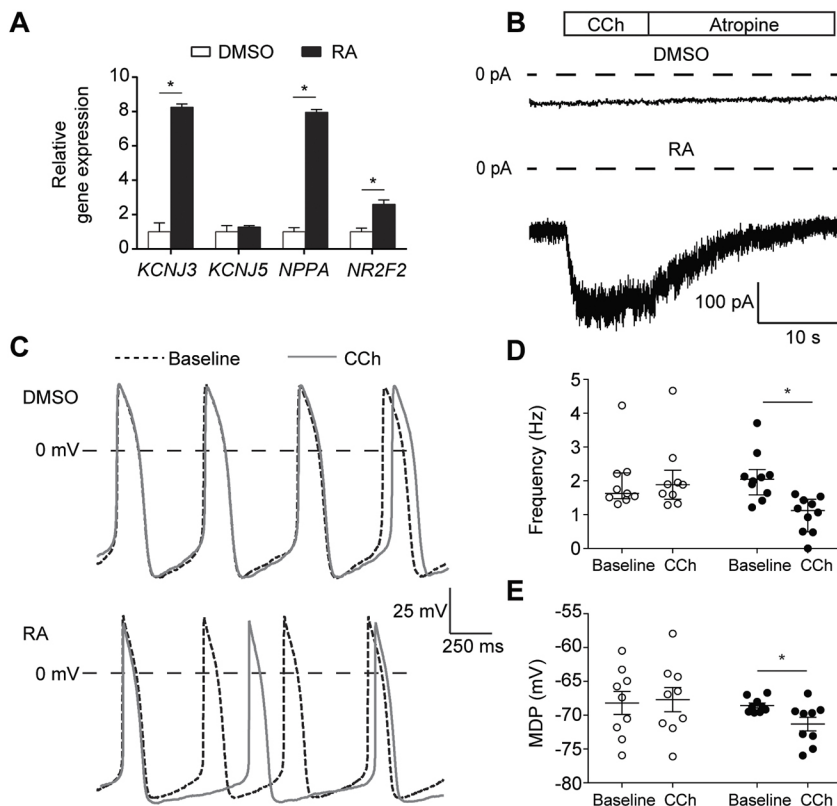 A
DMSO RA
Relative
gene expression
10
8
6
4
2
0
* * *
KCNJ3 KCNJ5 NPPA NR2F2
B
CCh Atropine
DMSO
0 pA
RA
0 pA
100 pA
10 s
C
Baseline CCh
DMSO
0 mV
25 mV
250 ms
RA
0 mV
D
Frequency (Hz)
5
4
3
2
1
0
*
Baseline CCh Baseline CCh
E
MDP (mV)
-55
-60
-65
-70
-75
-80
*
Baseline CCh Baseline CCh